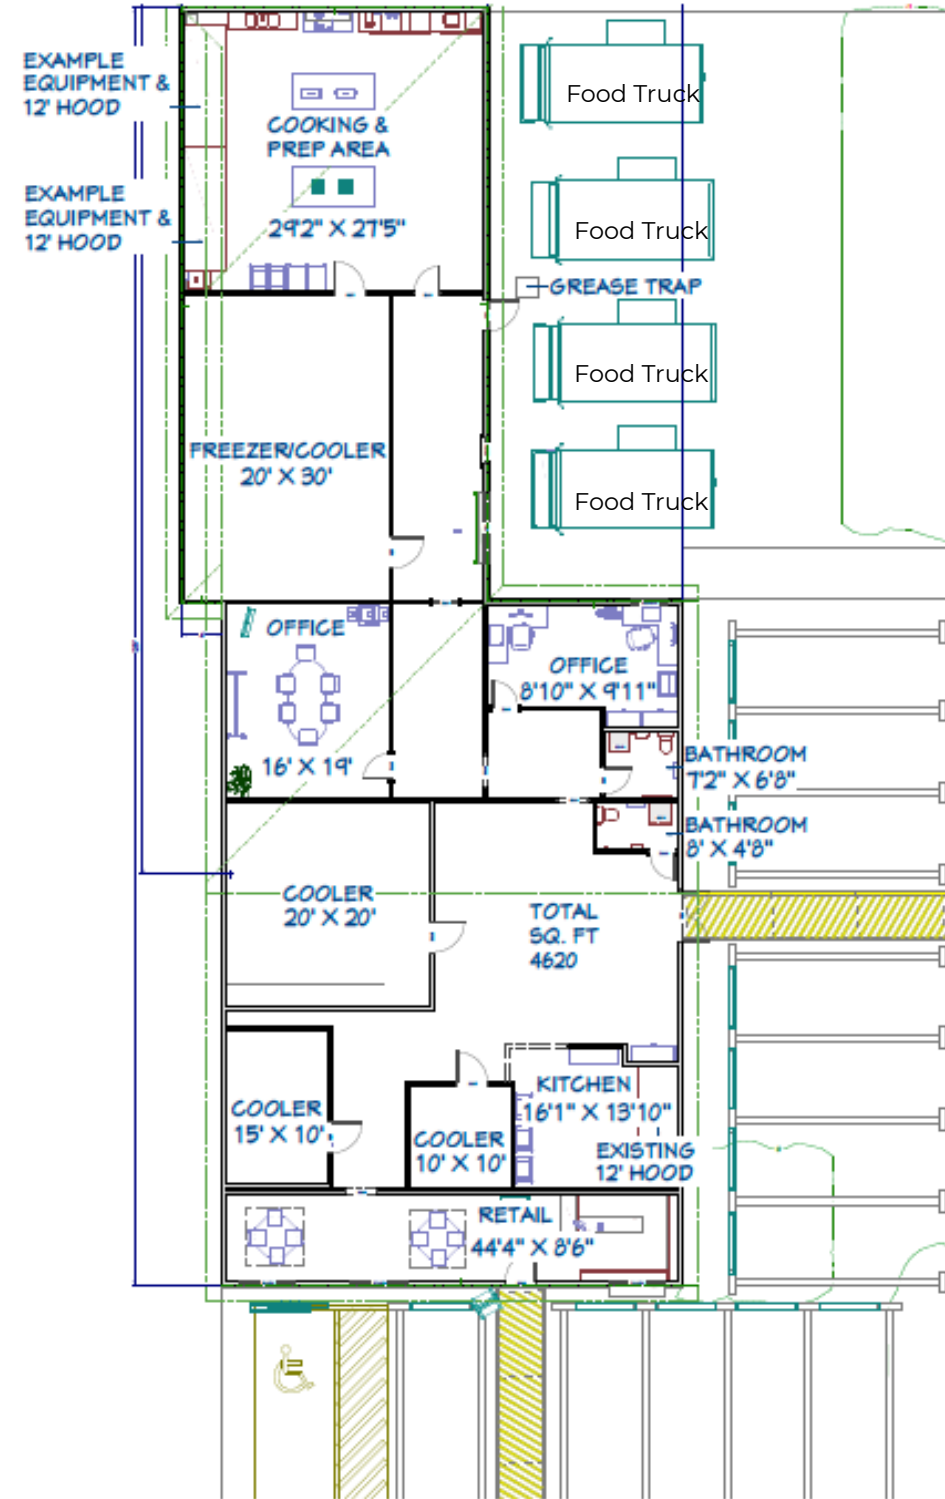 EXAMPLE
EQUIPMENT &
12' HOOD
EXAMPLE
EQUIPMENT &
12' HOOD
COOKING &
PREP AREA
29'2" X 27'5"
Food Truck
Food Truck
GREASE TRAP
Food Truck
Food Truck
FREEZER/COOLER
20' X 30'
OFFICE
16' X 19'
OFFICE
8'10" X 9'11"
BATHROOM
7'2" X 6'8"
BATHROOM
8' X 4'8"
COOLER
20' X 20'
TOTAL
SQ. FT
4620
COOLER
15' X 10'
COOLER
10' X 10'
KITCHEN
16'1" X 13'10"
EXISTING
12' HOOD
RETAIL
44'4" X 8'6"